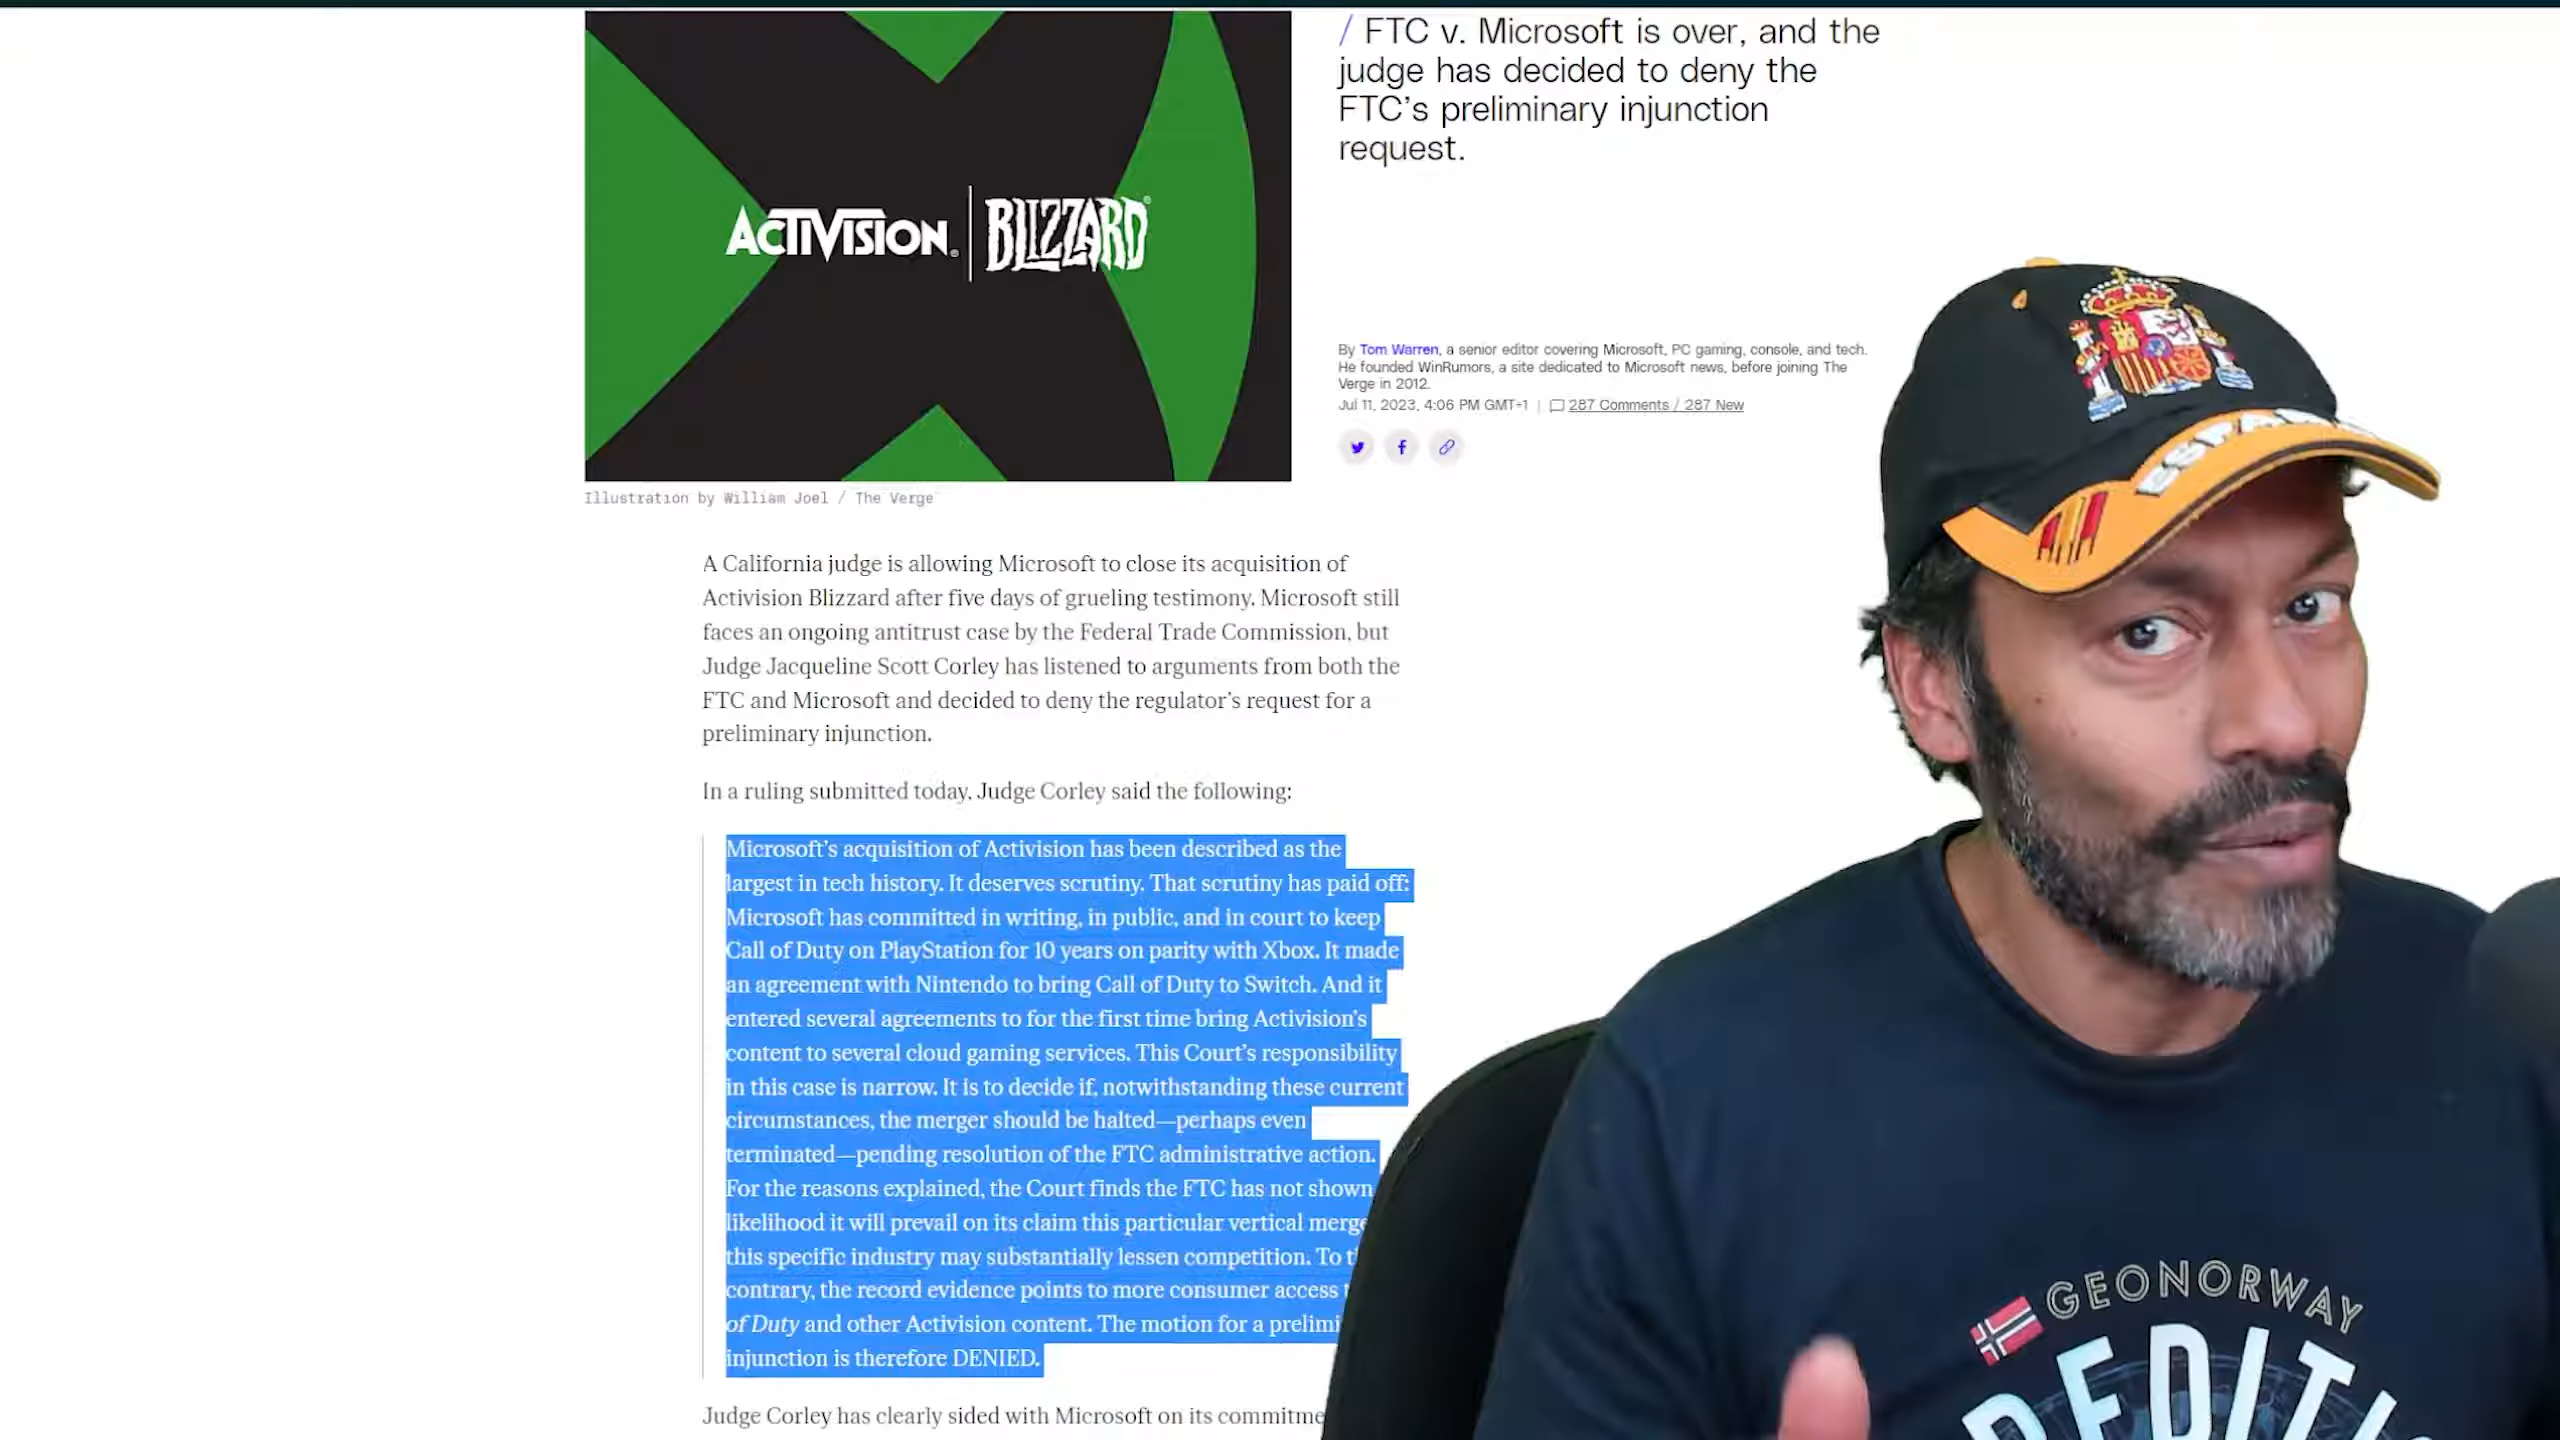 ACTIVISION. BLIZZARD
/ FTC v. Microsoft is over, and the
judge has decided to deny the
FTC's preliminary injunction
request.
By Tom Warren, a senior editor covering Microsoft, PC gaming, console, and tech.
He founded WinRumors, a site dedicated to Microsoft news, before joining The
Verge in 2012.
Jul 11, 2023, 4:06 PM GMT+1 | 287 Comments / 287 New
Illustration by William Joel / The Verge
A California judge is allowing Microsoft to close its acquisition of
Activision Blizzard after five days of grueling testimony. Microsoft still
faces an ongoing antitrust case by the Federal Trade Commission, but
Judge Jacqueline Scott Corley has listened to arguments from both the
FTC and Microsoft and decided to deny the regulator's request for a
preliminary injunction.
In a ruling submitted today, Judge Corley said the following:
Microsoft's acquisition of Activision has been described as the
largest in tech history. It deserves scrutiny. That scrutiny has paid off:
Microsoft has committed in writing, in public, and in court to keep
Call of Duty on PlayStation for 10 years on parity with Xbox. It made
an agreement with Nintendo to bring Call of Duty to Switch. And it
entered several agreements to for the first time bring Activision's
content to several cloud gaming services. This Court's responsibility
in this case is narrow. It is to decide if, notwithstanding these current
circumstances, the merger should be halted—perhaps even
terminated—pending resolution of the FTC administrative action.
For the reasons explained, the Court finds the FTC has not shown
likelihood it will prevail on its claim this particular vertical
this specific industry may substantially lessen competition. To
contrary, the record evidence points to more consumer access
of Duty and other Activision content. The motion for a
injunction is therefore DENIED.
Judge Corley has clearly sided with Microsoft on its
GEONORWAY